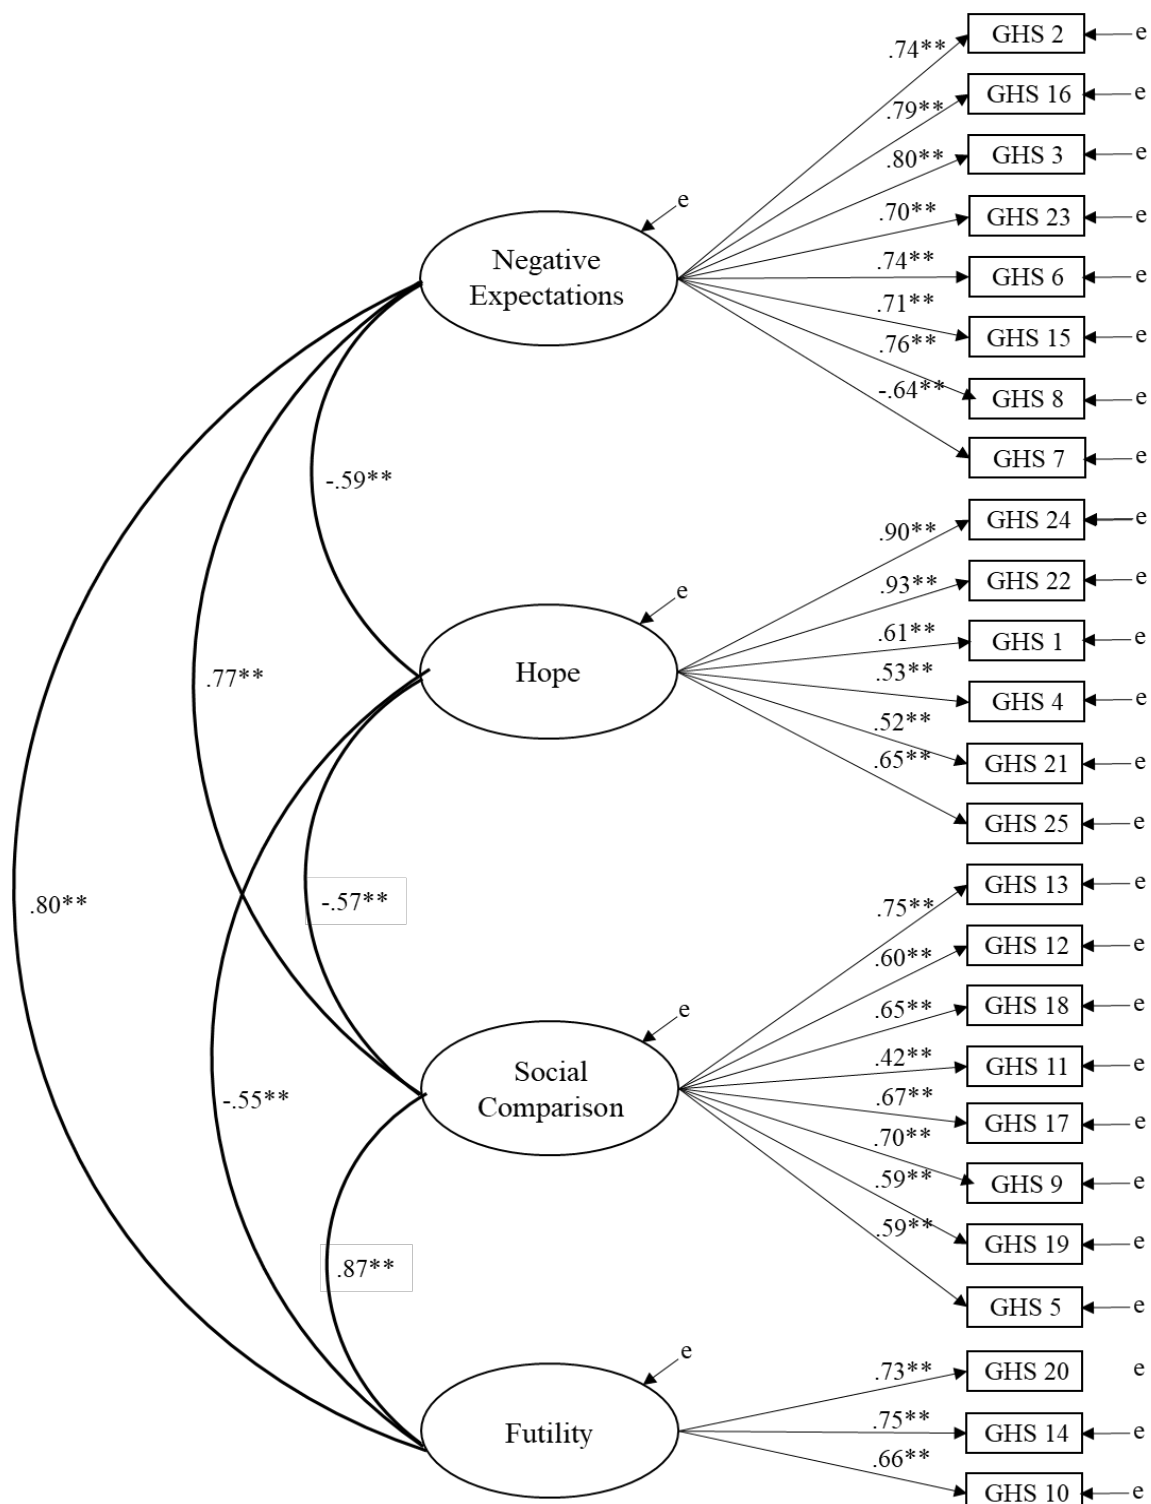 GHS 2
e
.74**
GHS 16
e
.79**
GHS 3
e
.80**
GHS 23
e
.70**
GHS 6
e
.74**
GHS 15
e
.71**
GHS 8
e
.76**
GHS 7
e
-.64**
e
Negative
Expectations
-.59**
GHS 24
e
.90**
GHS 22
e
.93**
GHS 1
e
.61**
GHS 4
e
.53**
GHS 21
e
.52**
GHS 25
e
.65**
e
Hope
.77**
.80**
-.57**
GHS 13
e
.75**
GHS 12
e
.60**
GHS 18
e
.65**
GHS 11
e
.42**
GHS 17
e
.67**
GHS 9
e
.70**
GHS 19
e
.59**
GHS 5
e
.59**
e
Social
Comparison
-.55**
.87**
GHS 20
e
.73**
GHS 14
e
.75**
GHS 10
e
.66**
e
Futility